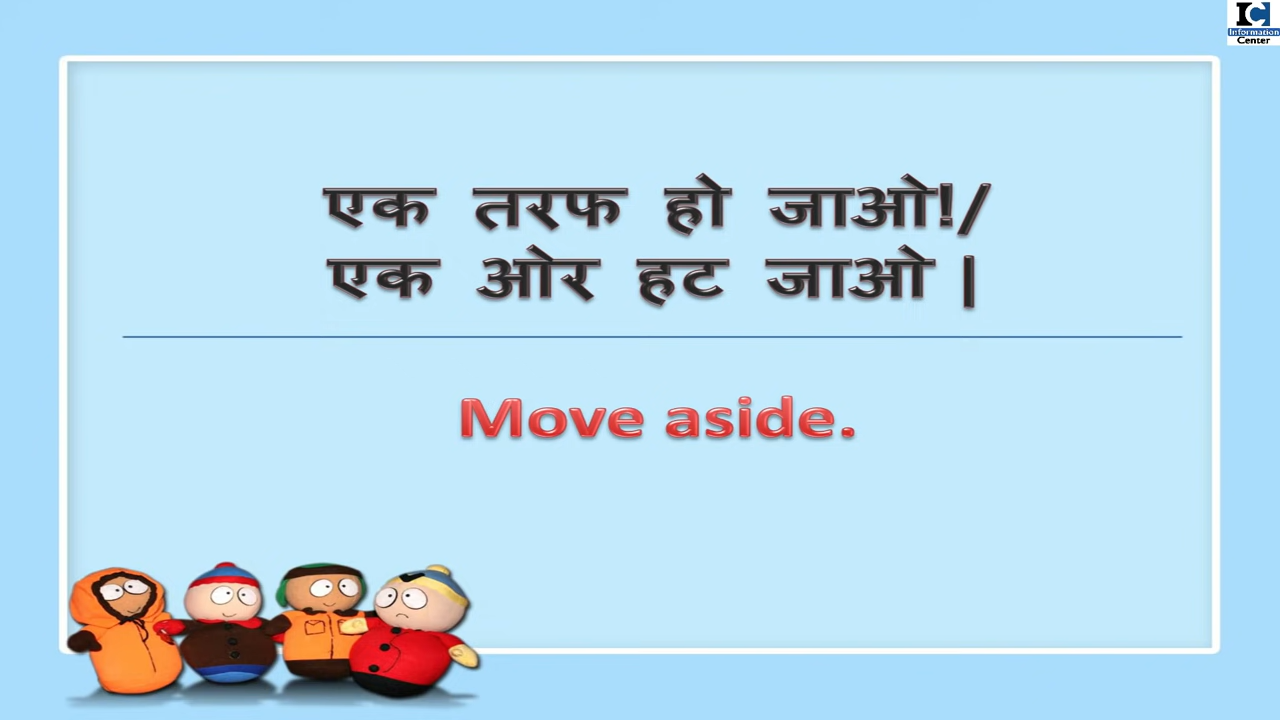 IC
Information
Center
एक तरफ हो जाओ!/
एक ओर हट जाओ |
Move aside.